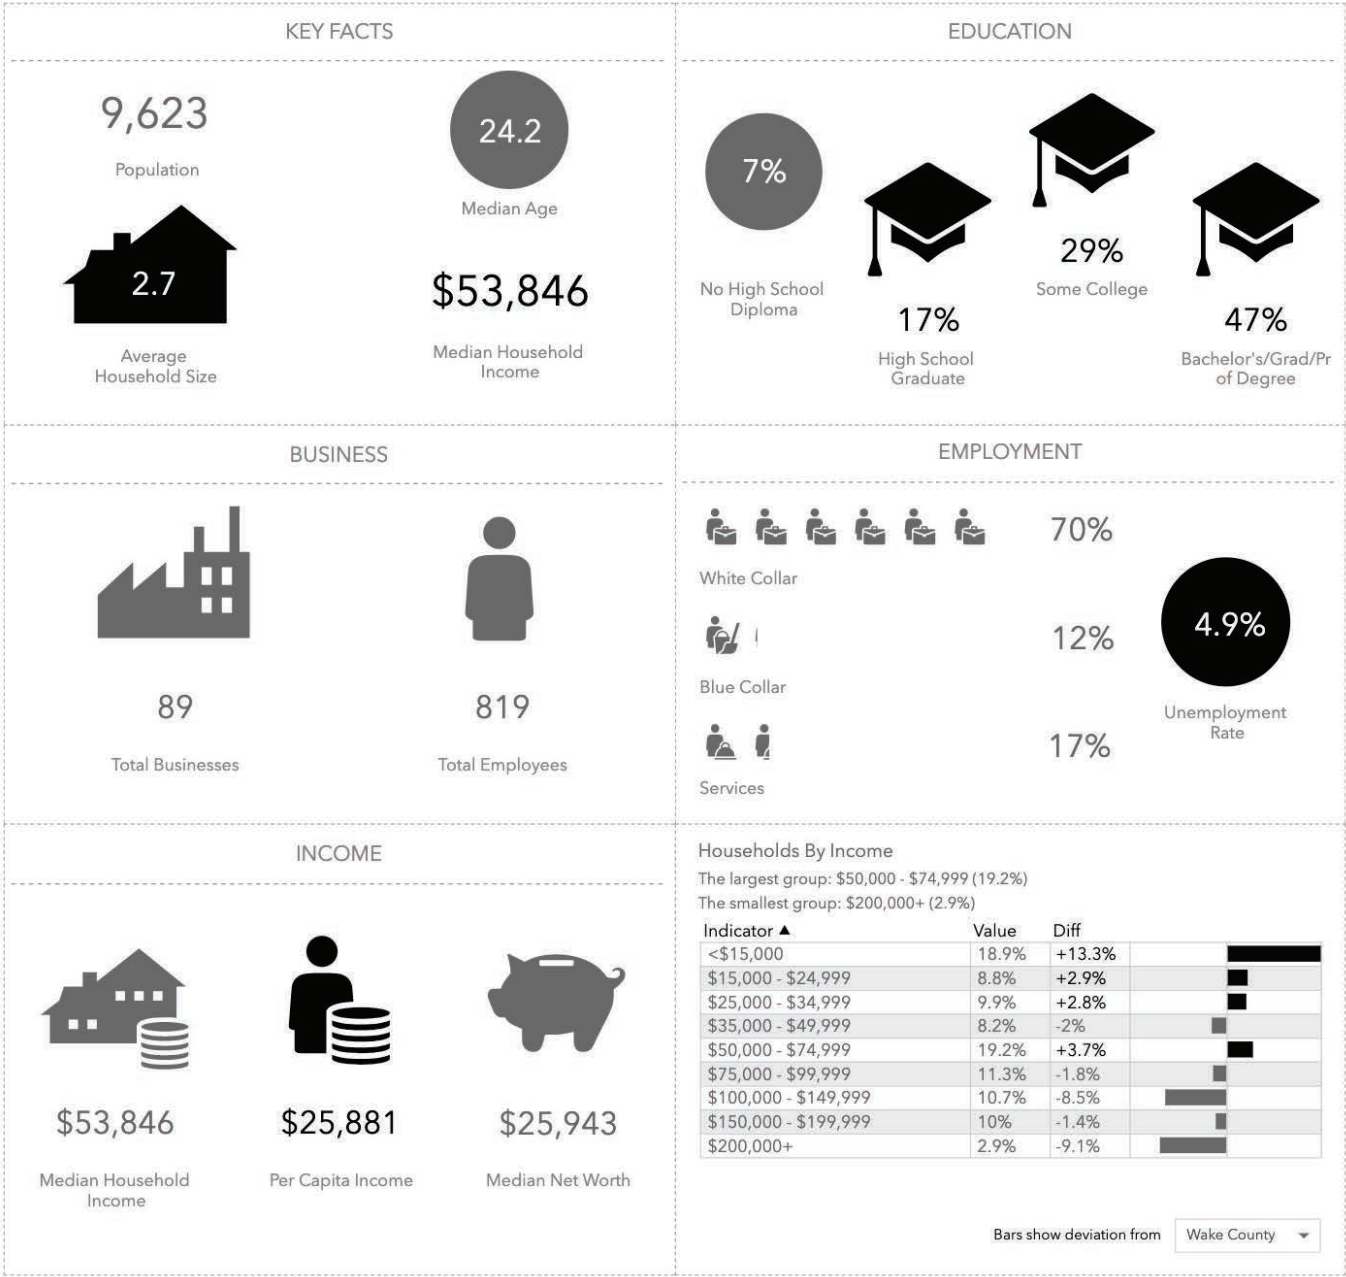 KEY FACTS
9,623
Population
24.2
Median Age
2.7
Average
Household Size
$53,846
Median Household
Income
EDUCATION
7%
No High School
Diploma
17%
High School
Graduate
29%
Some College
47%
Bachelor's/Grad/Pr
of Degree
BUSINESS
89
Total Businesses
819
Total Employees
EMPLOYMENT
70%
White Collar
12%
Blue Collar
17%
Services
4.9%
Unemployment
Rate
INCOME
$53,846
Median Household
Income
$25,881
Per Capita Income
$25,943
Median Net Worth
Households By Income
The largest group: $50,000 - $74,999 (19.2%)
The smallest group: $200,000+ (2.9%)
Indicator ▲ Value Diff
<$15,000 18.9% +13.3%
$15,000 - $24,999 8.8% +2.9%
$25,000 - $34,999 9.9% +2.8%
$35,000 - $49,999 8.2% -2%
$50,000 - $74,999 19.2% +3.7%
$75,000 - $99,999 11.3% -1.8%
$100,000 - $149,999 10.7% -8.5%
$150,000 - $199,999 10% -1.4%
$200,000+ 2.9% -9.1%
Bars show deviation from Wake County